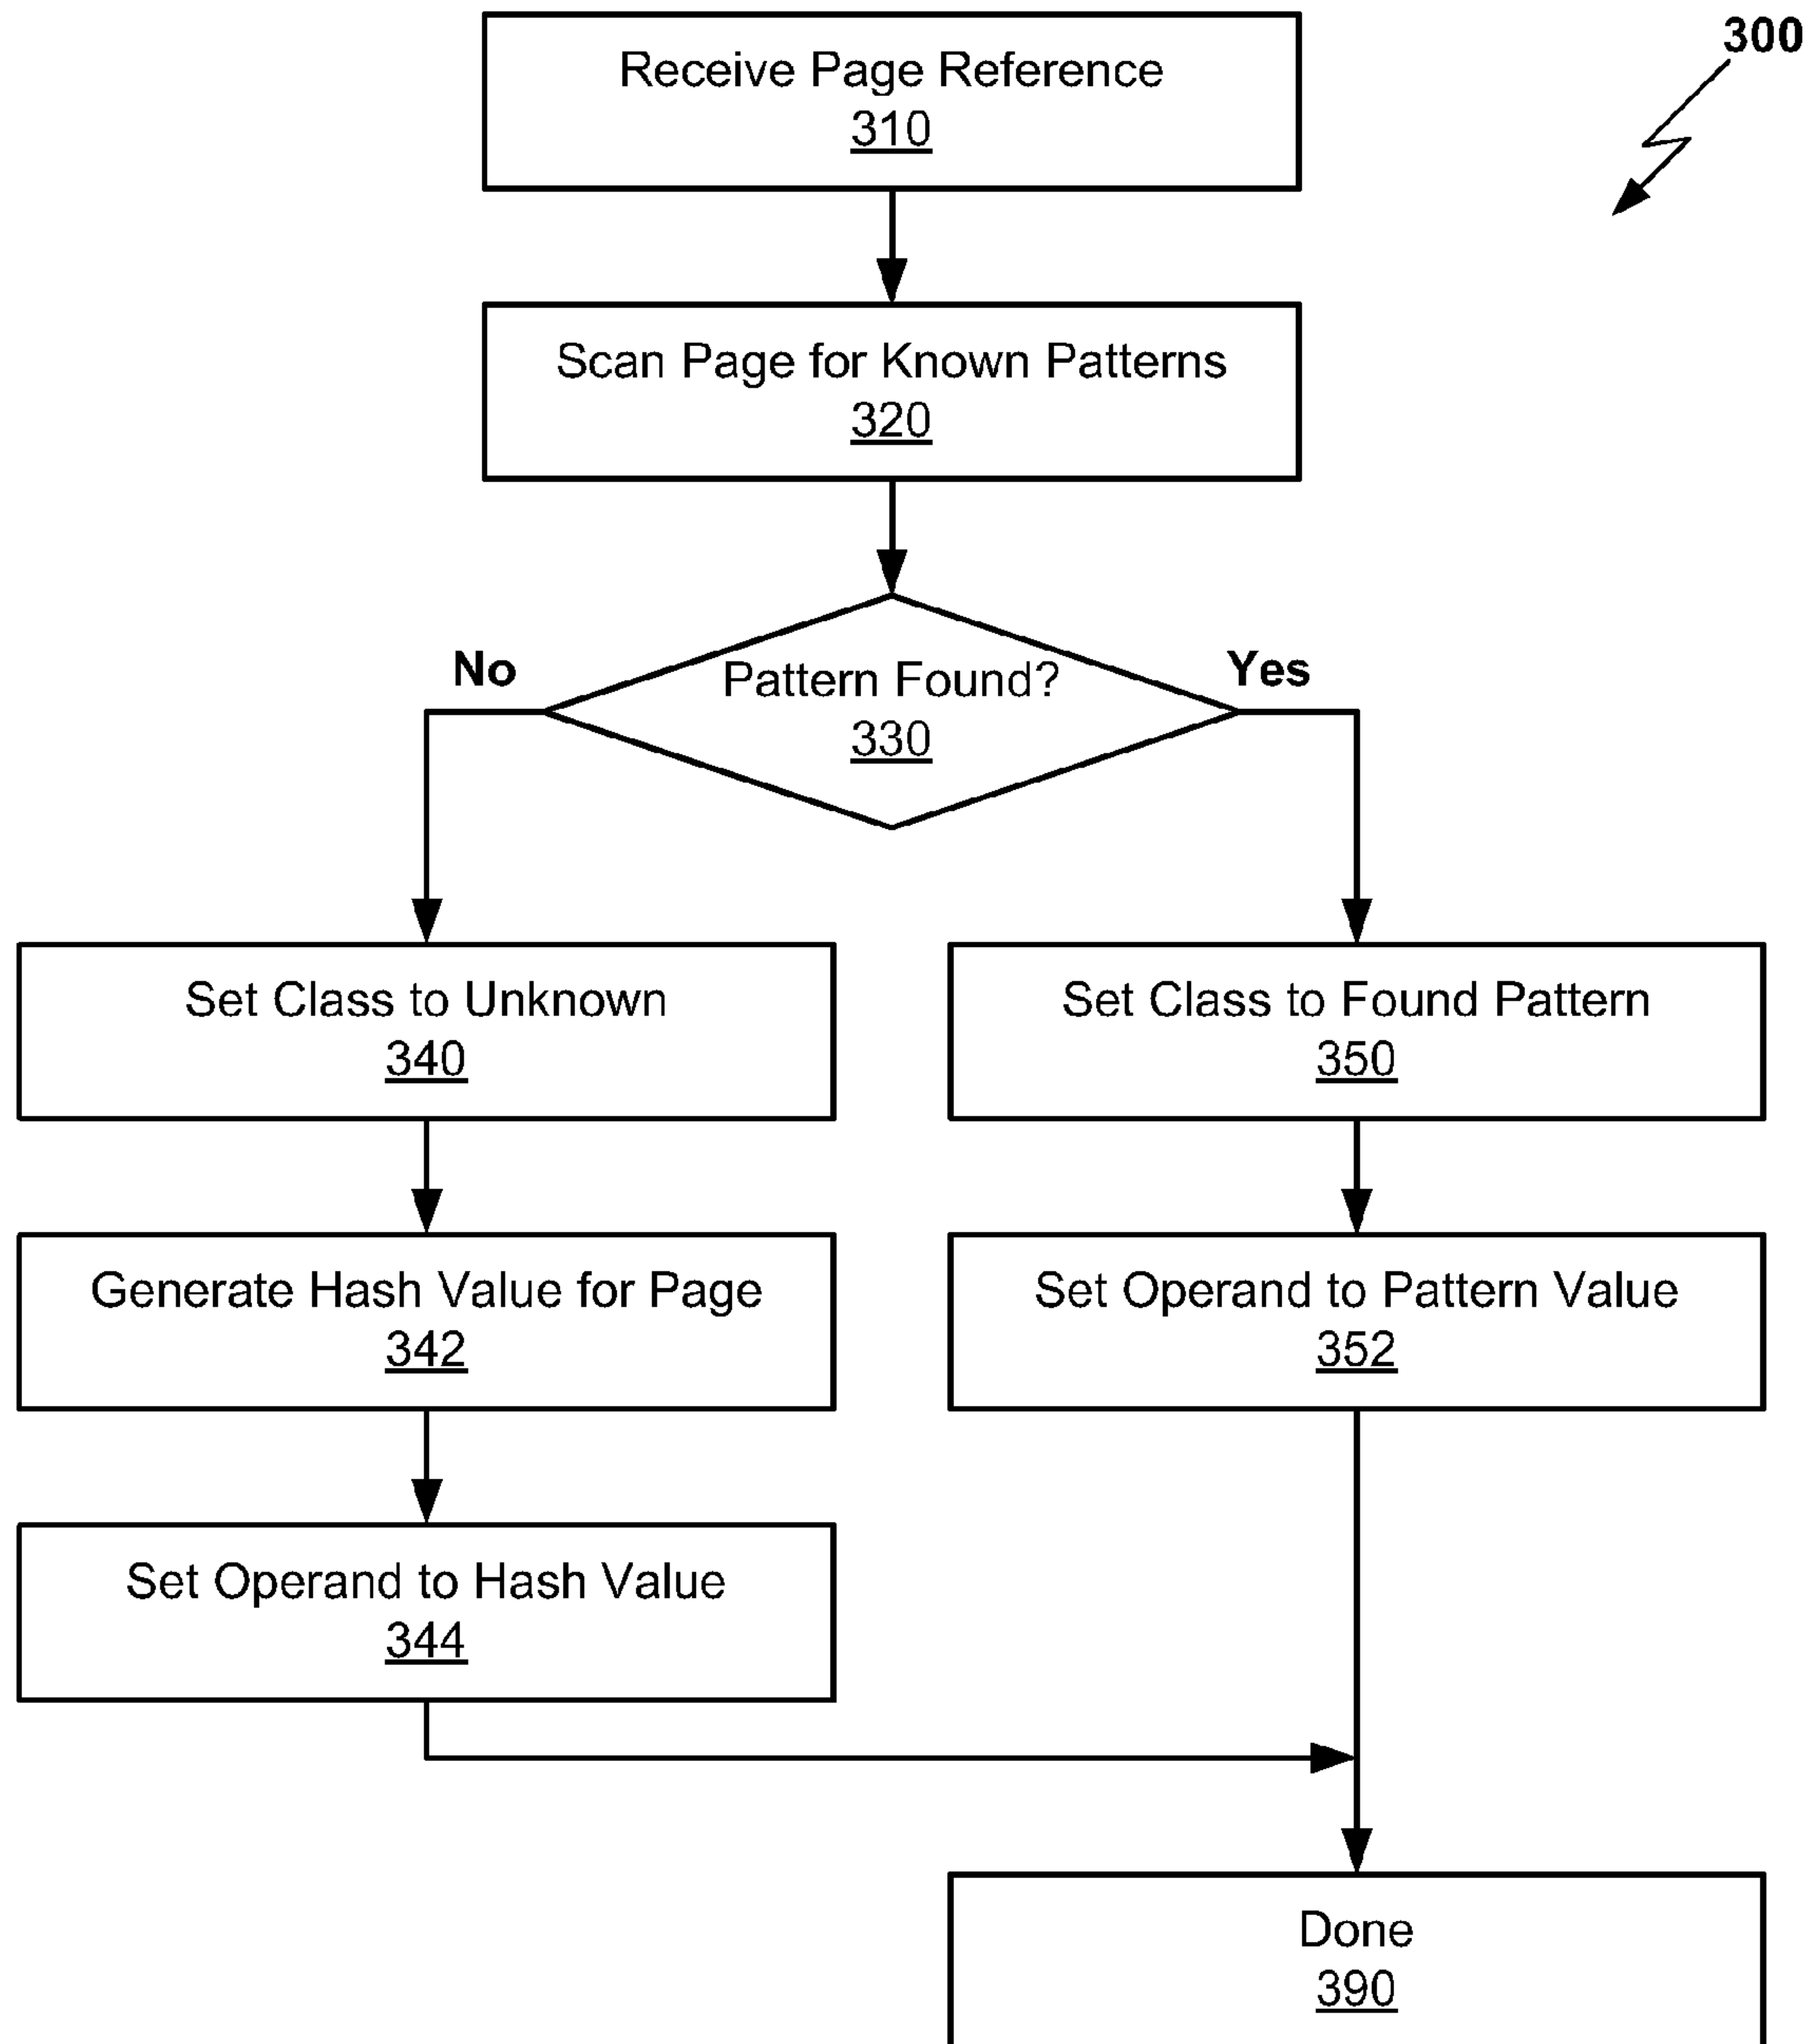 300
Receive Page Reference
310
Scan Page for Known Patterns
320
Pattern Found?
330
No
Yes
Set Class to Unknown
340
Set Class to Found Pattern
350
Generate Hash Value for Page
342
Set Operand to Pattern Value
352
Set Operand to Hash Value
344
Done
390